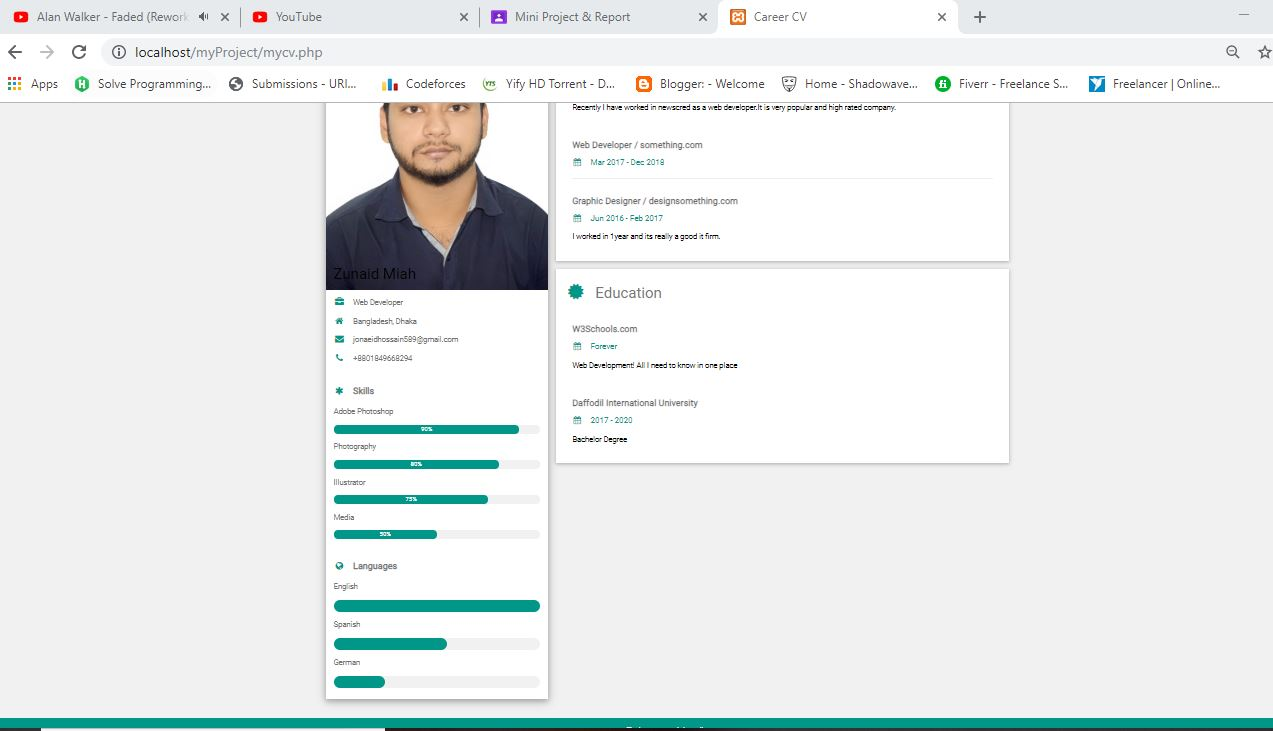 Alan Walker - Faded (Rework
YouTube
Mini Project & Report
Career CV
localhost/myProject/mycv.php
Apps
Solve Programming...
Submissions - URI...
Codeforces
Yify HD Torrent - D...
Blogger: - Welcome
Home - Shadowave...
Fiverr - Freelance S...
Freelancer | Online...
Zunaid Miah
Web Developer
Bangladesh, Dhaka
jonaeidhossain589@gmail.com
+8801849668294
Skills
Adobe Photoshop
90%
Photography
80%
Illustrator
75%
Media
50%
Languages
English
Spanish
German
Recently I have worked in newscred as a web developer.It is very popular and high rated company.
Web Developer / something.com
Mar 2017 - Dec 2018
Graphic Designer / designsomething.com
Jun 2016 - Feb 2017
I worked in 1year and its really a good it firm.
Education
W3Schools.com
Forever
Web Development! All I need to know in one place
Daffodil International University
2017 - 2020
Bachelor Degree